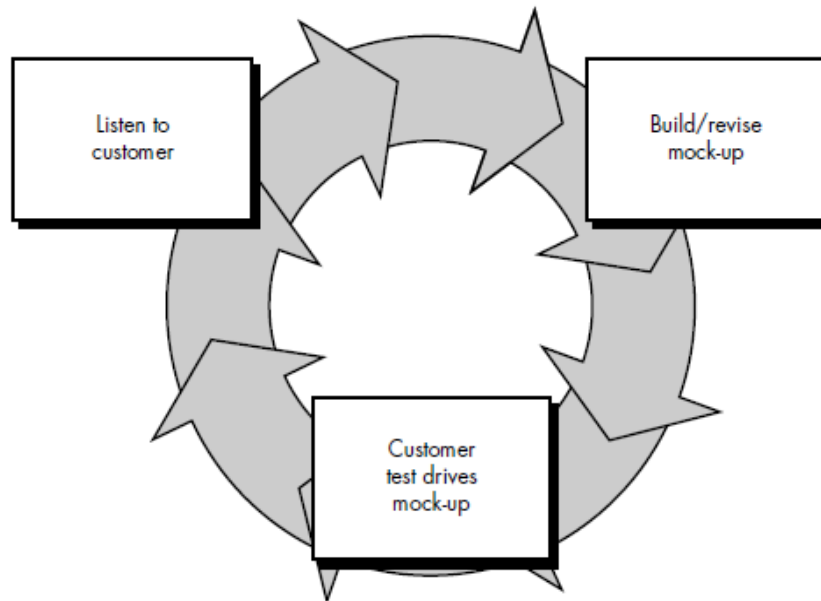 Listen to
customer
Build/revise
mock-up
Customer
test drives
mock-up